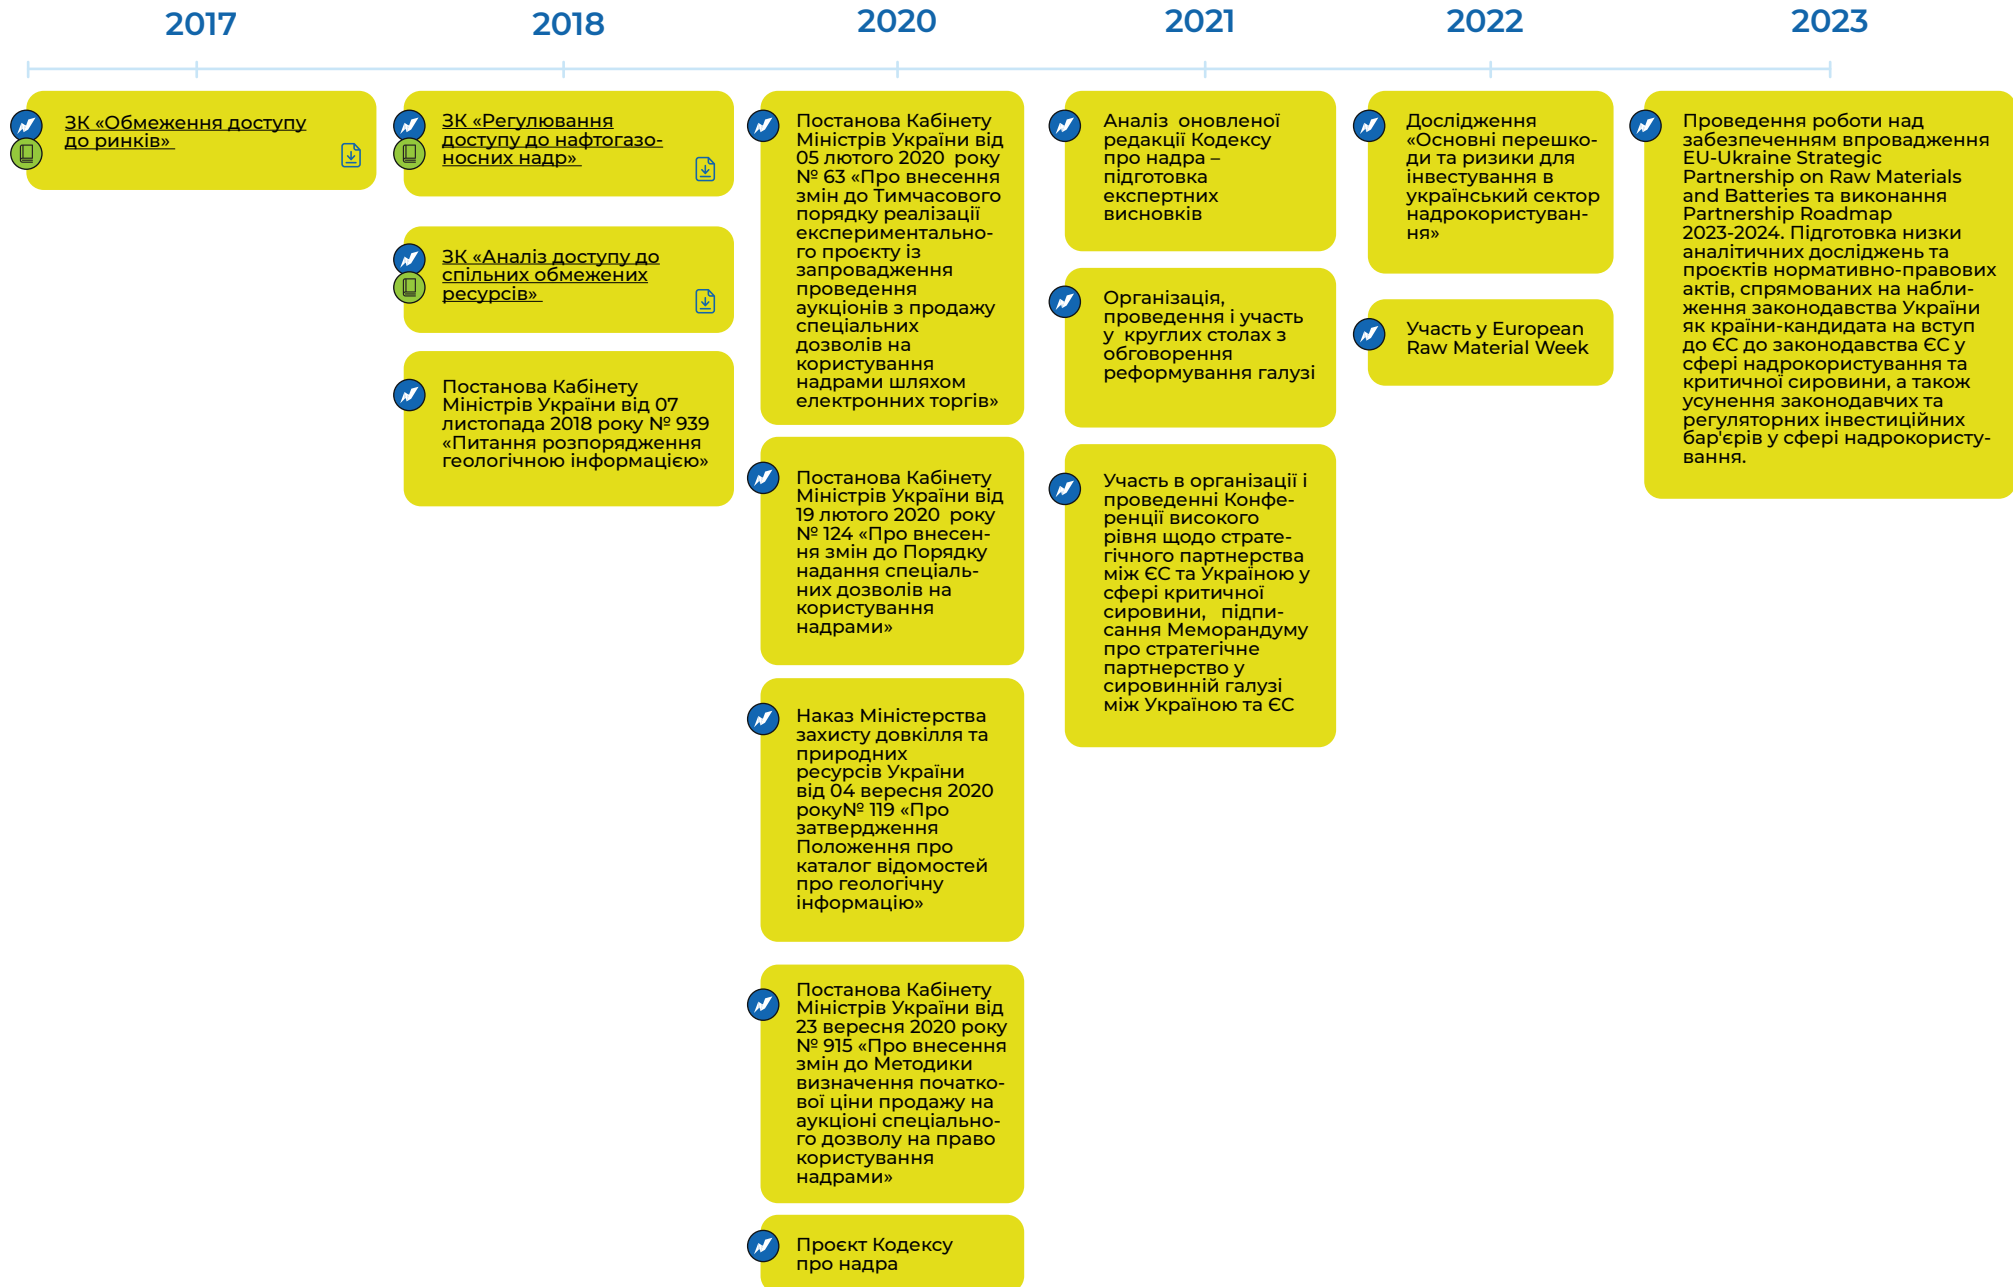 2017
2018
2020
2021
2022
2023
ЗК «Обмеження доступу
до ринків»
ЗК «Регулювання
доступу до нафтогазо-
носних надр»
ЗК «Аналіз доступу до
спільних обмежених
ресурсів»
Постанова Кабінету
Міністрів України від 07
листопада 2018 року № 939
«Питання розпорядження
геологічною інформацією»
Постанова Кабінету
Міністрів України від
05 лютого 2020 року
№ 63 «Про внесення
змін до Тимчасового
порядку реалізації
експериментально-
го проєкту із
запровадження
проведення
аукціонів з продажу
спеціальних
дозволів на
користування
надрами шляхом
електронних торгів»
Постанова Кабінету
Міністрів України від
19 лютого 2020 року
№ 124 «Про внесен-
ня змін до Порядку
надання спеціаль-
них дозволів на
користування
надрами»
Наказ Міністерства
захисту довкілля та
природних
ресурсів України
від 04 вересня 2020
року№ 119 «Про
затвердження
Положення про
каталог відомостей
про геологічну
інформацію»
Постанова Кабінету
Міністрів України від
23 вересня 2020 року
№ 915 «Про внесення
змін до Методики
визначення початко-
вої ціни продажу на
аукціоні спеціально-
го дозволу на право
користування
надрами»
Проєкт Кодексу
про надра
Аналіз оновленої
редакції Кодексу
про надра –
підготовка
експертних
висновків
Організація,
проведення і участь
у круглих столах з
обговорення
реформування галузі
Участь в організації і
проведенні Конфе-
ренції високого
рівня щодо страте-
гічного партнерства
між ЄС та Україною у
сфері критичної
сировини, підпи-
сання Меморандуму
про стратегічне
партнерство у
сировинній галузі
між Україною та ЄС
Дослідження
«Основні перешко-
ди та ризики для
інвестування в
український сектор
надрокористуван-
ня»
Участь у European
Raw Material Week
Проведення роботи над
забезпеченням впровадження
EU-Ukraine Strategic
Partnership on Raw Materials
and Batteries та виконання
Partnership Roadmap
2023-2024. Підготовка низки
аналітичних досліджень та
проєктів нормативно-правових
актів, спрямованих на набли-
ження законодавства України
як країни-кандидата на вступ
до ЄС до законодавства ЄС у
сфері надрокористування та
критичної сировини, а також
усунення законодавчих та
регуляторних інвестиційних
бар'єрів у сфері надрокористу-
вання.